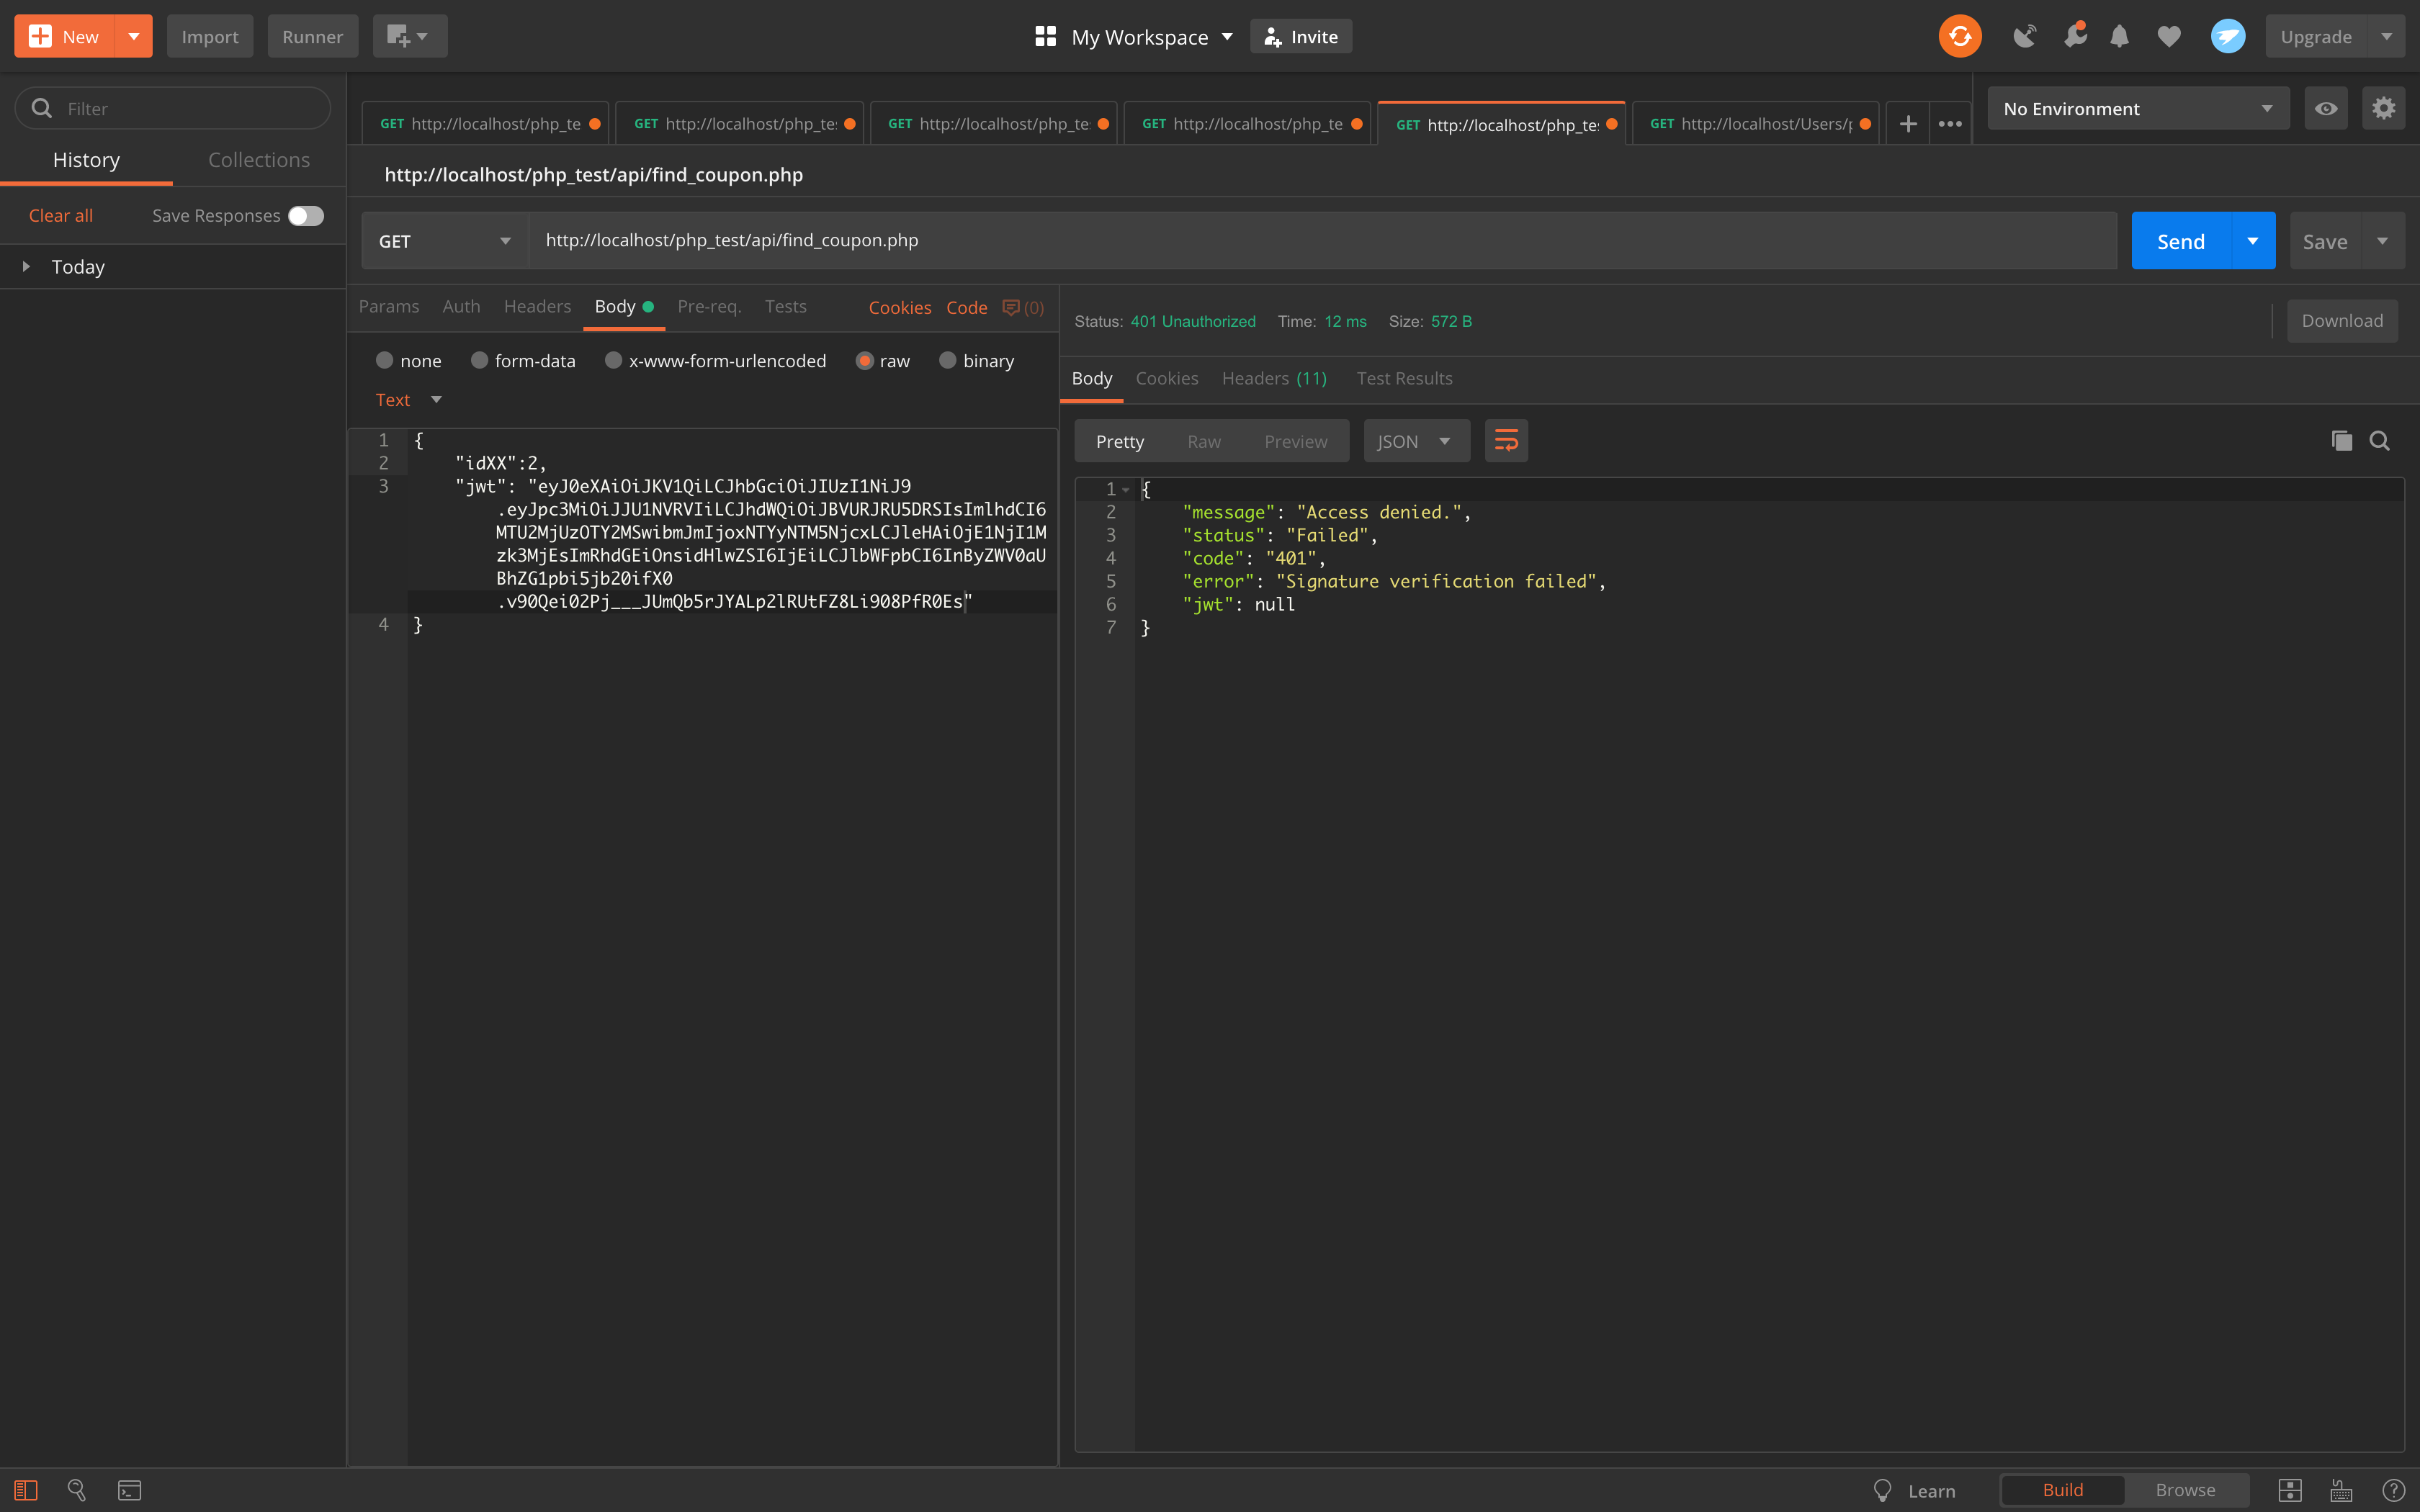 New
Import
Runner
My Workspace
Invite
Upgrade
Filter
History
Collections
Clear all
Save Responses
Today
GET http://localhost/php_te
GET http://localhost/php_te
GET http://localhost/php_te
GET http://localhost/php_te
GET http://localhost/php_te
GET http://localhost/Users/p
No Environment
http://localhost/php_test/api/find_coupon.php
GET
http://localhost/php_test/api/find_coupon.php
Send
Save
Params
Auth
Headers
Body
Pre-req.
Tests
Cookies
Code
(0)
none
form-data
x-www-form-urlencoded
raw
binary
Text
1 {
2 "idXX":2,
3 "jwt": "eyJ0eXAiOiJKV1QiLCJhbGciOiJIUzI1NiJ9
.eyJpc3MiOiJJU1NVRVIiLCJhdWQiOiJBVURJRU5DRSIsImlhdCI6
MTU2MjUzOTY2MSwibmJmIjoxNTYyNTM5NjcxLCJleHAiOjE1NjI1M
zk3MjEsImRhdGEiOnsidHlwZSI6IjEiLCJlbWFpbCI6InByZWV0aU
BhZG1pbi5jb20ifX0
.v90Qei02Pj___JUmQb5rJYALp2lRUtFZ8Li908PfR0Es"
4 }
Status: 401 Unauthorized Time: 12 ms Size: 572 B
Download
Body
Cookies
Headers (11)
Test Results
Pretty
Raw
Preview
JSON
1 {
2 "message": "Access denied.",
3 "status": "Failed",
4 "code": "401",
5 "error": "Signature verification failed",
6 "jwt": null
7 }
Learn
Build
Browse